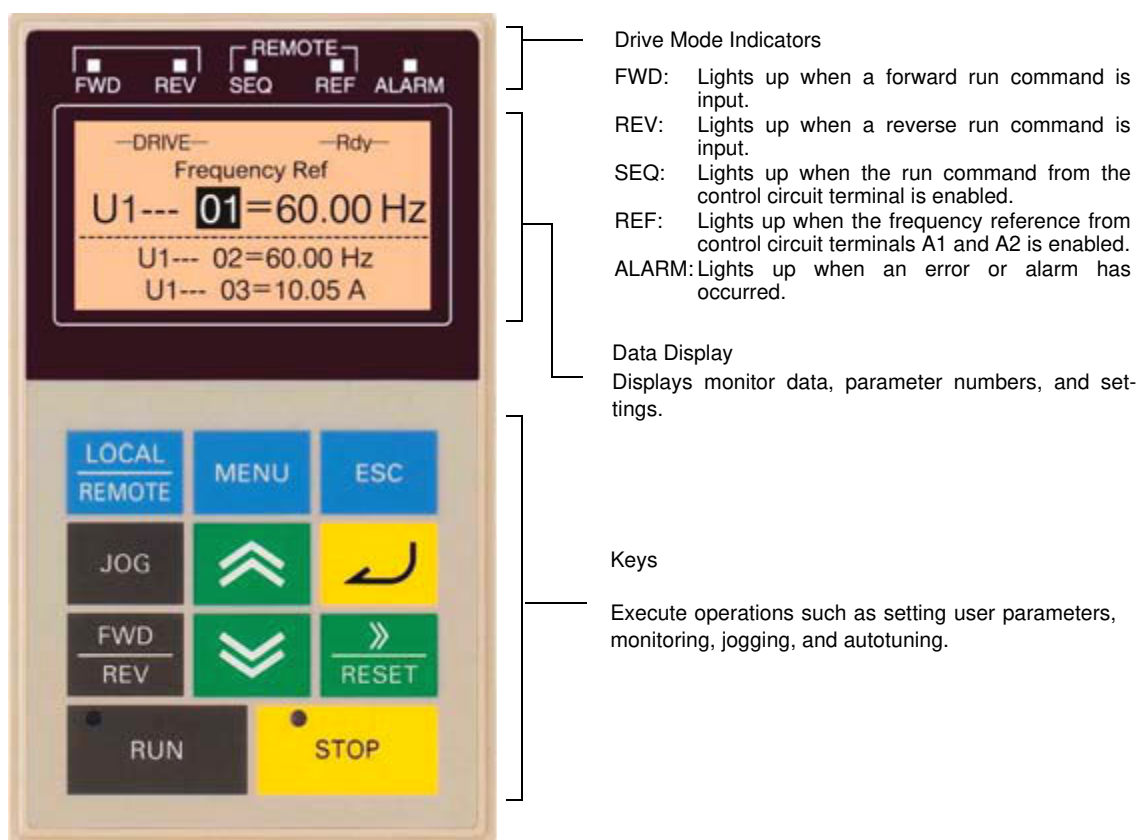 REMOTE
FWD REV SEQ REF ALARM
—DRIVE— —Rdy—
Frequency Ref
U1--- 01=60.00 Hz
U1--- 02=60.00 Hz
U1--- 03=10.05 A
LOCAL
REMOTE
MENU
ESC
JOG
FWD
REV
RESET
RUN
STOP
Drive Mode Indicators
FWD: Lights up when a forward run command is
input.
REV: Lights up when a reverse run command is
input.
SEQ: Lights up when the run command from the
control circuit terminal is enabled.
REF: Lights up when the frequency reference from
control circuit terminals A1 and A2 is enabled.
ALARM: Lights up when an error or alarm has
occurred.
Data Display
Displays monitor data, parameter numbers, and set-
tings.
Keys
Execute operations such as setting user parameters,
monitoring, jogging, and autotuning.